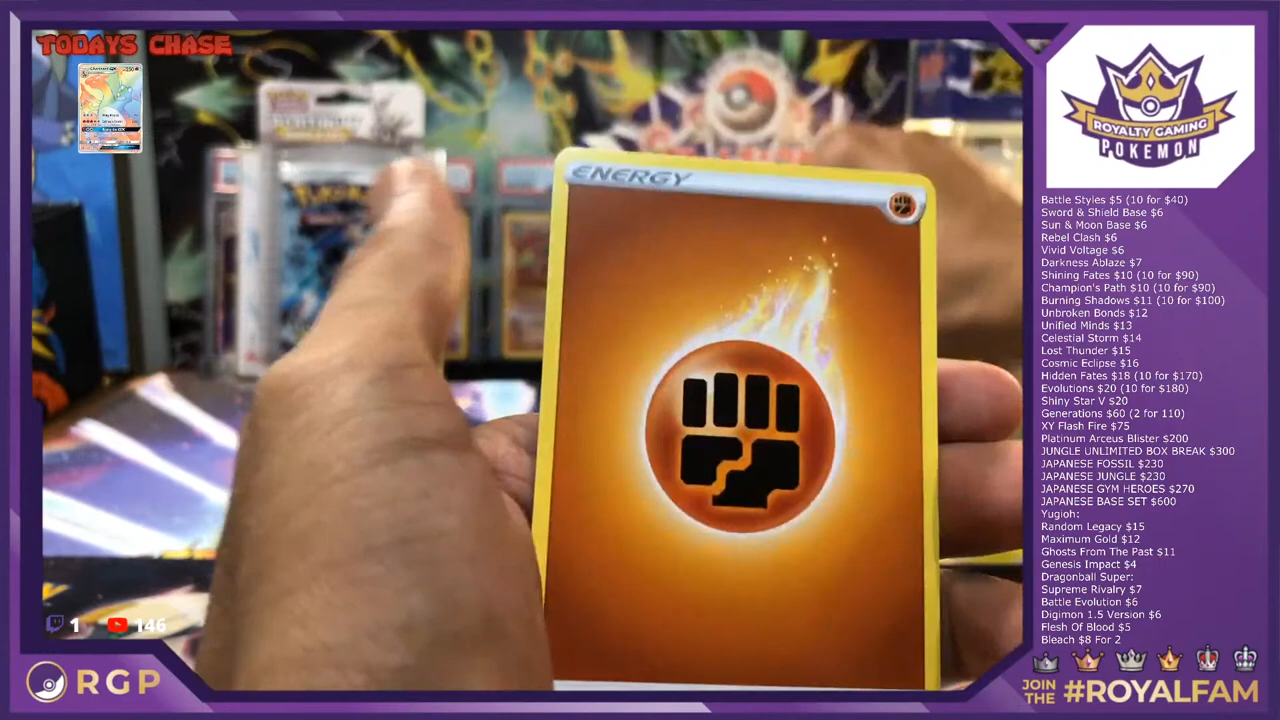 TODAYS CHASE
ENERGY
ROYALTY GAMING
POKEMON
Battle Styles $5 (10 for $40)
Sword & Shield Base $6
Sun & Moon Base $6
Rebel Clash $6
Vivid Voltage $6
Darkness Ablaze $7
Shining Fates $10 (10 for $90)
Champion's Path $10 (10 for $90)
Burning Shadows $11 (10 for $100)
Unbroken Bonds $12
Unified Minds $13
Celestial Storm $14
Lost Thunder $15
Cosmic Eclipse $16
Hidden Fates $18 (10 for $170)
Evolutions $20 (10 for $180)
Shiny Star V $20
Generations $60 (2 for 110)
XY Flash Fire $75
Platinum Arceus Blister $200
JUNGLE UNLIMITED BOX BREAK $300
JAPANESE FOSSIL $230
JAPANESE JUNGLE $230
JAPANESE GYM HEROES $270
JAPANESE BASE SET $600
Yugioh:
Random Legacy $15
Maximum Gold $12
Ghosts From The Past $11
Genesis Impact $4
Dragonball Super:
Supreme Rivalry $7
Battle Evolution $6
Digimon 1.5 Version $6
Flesh Of Blood $5
Bleach $8 For 2
1 146
RGP
JOIN THE #ROYALFAM